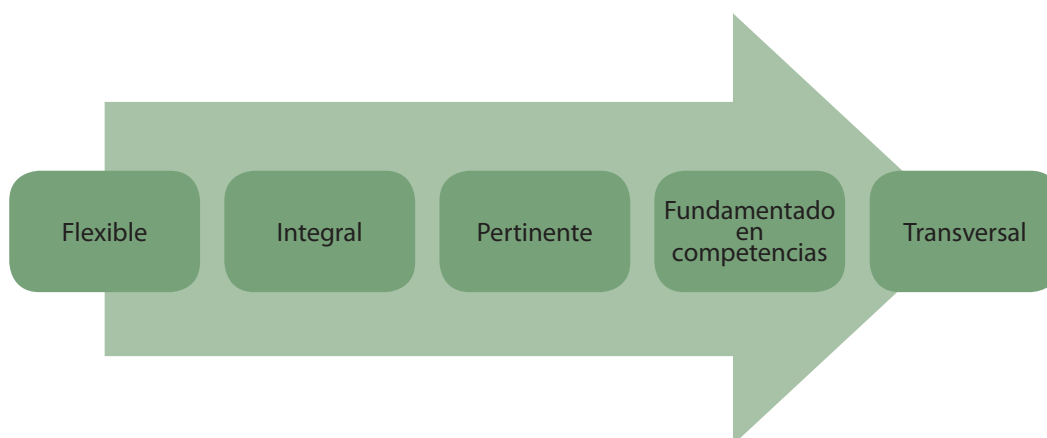 Flexible
Integral
Pertinente
Fundamentado
en
competencias
Transversal